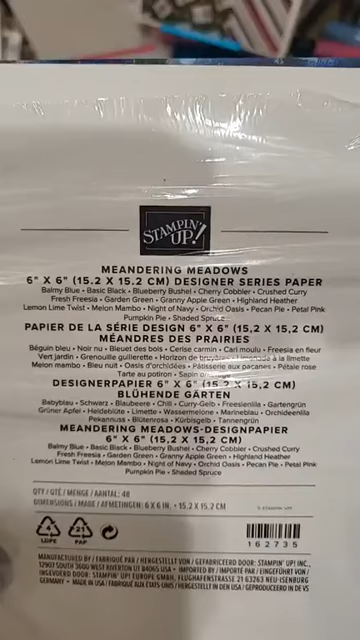 STAMPIN' UP!
MEANDERING MEADOWS
6" X 6" (15.2 X 15.2 CM) DESIGNER SERIES PAPER
Balmy Blue • Basic Black • Blueberry Bushel • Cherry Cobbler • Crushed Curry
Fresh Freesia • Garden Green • Granny Apple Green • Highland Heather
Lemon Lime Twist • Melon Mambo • Night of Navy • Orchid Oasis • Pecan Pie • Petal Pink
Pumpkin Pie • Shaded Spruce
PAPIER DE LA SÉRIE DESIGN 6" X 6" (15,2 X 15,2 CM)
MÉANDRES DES PRAIRIES
Béguin bleu • Noir nu • Bleuet des bois • Cerise carmin • Cari moulu • Freesia en fleur
Vert jardin • Grenouille guillerette • Horizon de bruyère • Limonade à la limette
Melon mambo • Bleu nuit • Oasis d'orchidées • Pâtisserie aux pacanes • Pétale rose
Tarte au potiron • Sapin
DESIGNERPAPIER 6" X 6" (15,2 X 15,2 CM)
BLÜHENDE GÄRTEN
Babyblau • Schwarz • Blaubeere • Chili • Curry-Gelb • Freesienlila • Gartengrün
Grüner Apfel • Heideblüte • Limette • Wassermelone • Marineblau • Orchideenlila
Pekannuss • Blütenrosa • Kürbisgelb • Tannengrün
MEANDERING MEADOWS-DESIGNPAPIER
6" X 6" (15,2 X 15,2 CM)
Balmy Blue • Basic Black • Blueberry Bushel • Cherry Cobbler • Crushed Curry
Fresh Freesia • Garden Green • Granny Apple Green • Highland Heather
Lemon Lime Twist • Melon Mambo • Night of Navy • Orchid Oasis • Pecan Pie • Petal Pink
Pumpkin Pie • Shaded Spruce
QTY / QTÉ / MENGE / AANTAL: 48
DIMENSIONS / MAẞE / AFMETINGEN: 6 X 6 IN. • 15,2 X 15,2 CM
© STAMPIN' UP!
4 LDPE
21 PAP
162735
MANUFACTURED BY / FABRIQUÉ PAR / HERGESTELLT VON / GEFABRICEERD DOOR: STAMPIN' UP! INC.,
12907 SOUTH 3600 WEST RIVERTON UT 84065 USA • IMPORTED BY / IMPORTÉ PAR / EINGEFÜHRT VON /
INGEVOERD DOOR: STAMPIN' UP! EUROPE GMBH, FLUGHAFENSTRASSE 21 63263 NEU-ISENBURG
GERMANY • MADE IN USA / FABRIQUÉ AUX ÉTATS-UNIS / HERGESTELLT IN DEN USA / GEPRODUCEERD IN DE VS